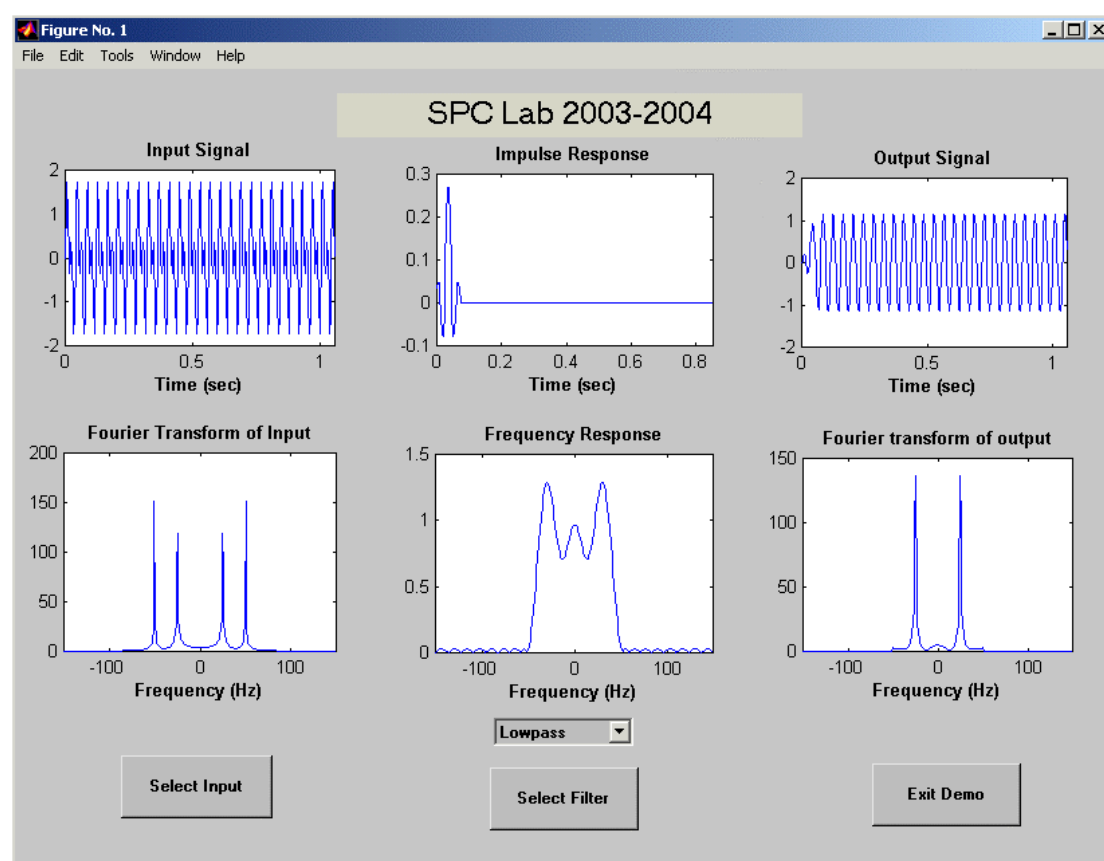 Figure No. 1
File Edit Tools Window Help
SPC Lab 2003-2004
Input Signal
2
1
0
-1
-2
0 0.5 1
Time (sec)
Impulse Response
0.3
0.2
0.1
0
-0.1
0 0.2 0.4 0.6 0.8
Time (sec)
Output Signal
2
1
0
-1
-2
0 0.5 1
Time (sec)
Fourier Transform of Input
200
150
100
50
0
-100 0 100
Frequency (Hz)
Frequency Response
1.5
1
0.5
0
-100 0 100
Frequency (Hz)
Fourier transform of output
150
100
50
0
-100 0 100
Frequency (Hz)
Lowpass
Select Input
Select Filter
Exit Demo